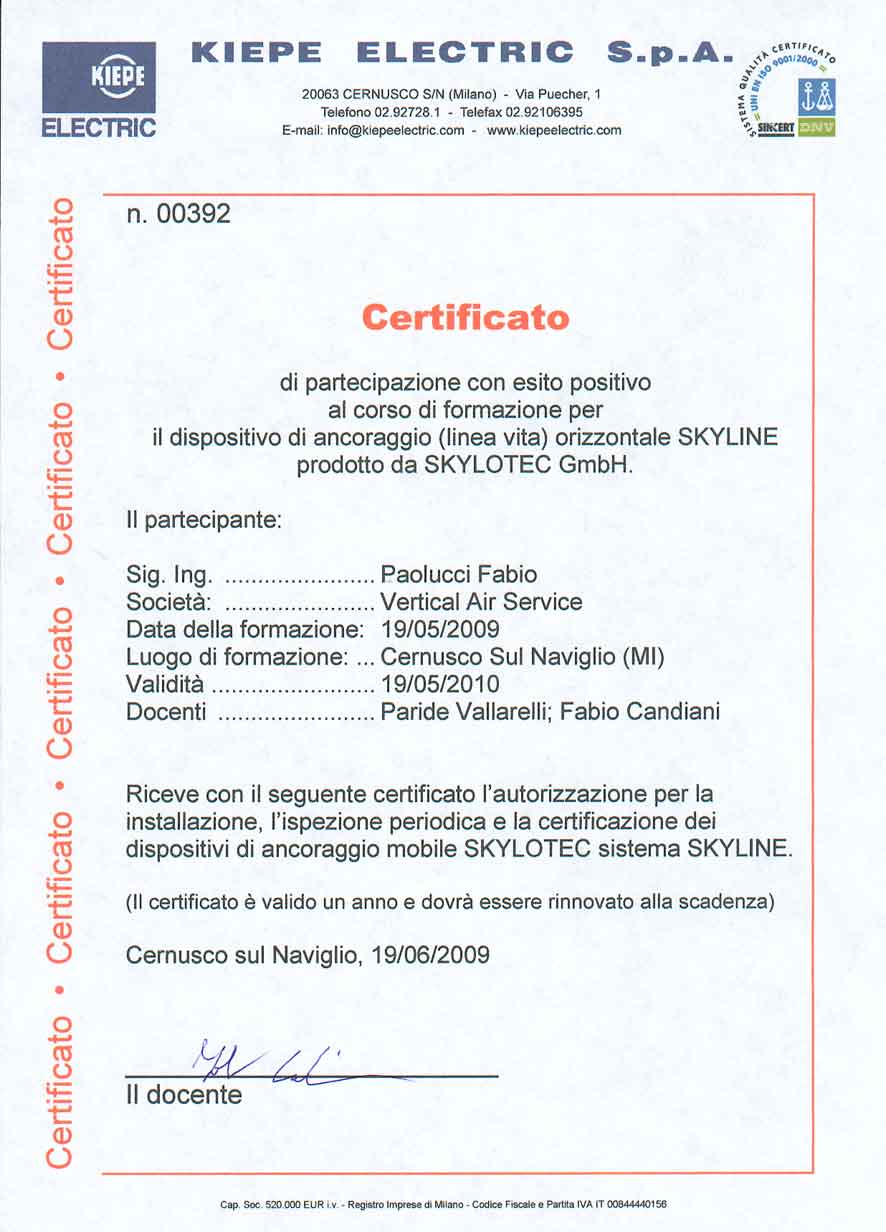 KIEPE
ELECTRIC
KIEPE ELECTRIC S.p.A.
20063 CERNUSCO S/N (Milano) - Via Puecher, 1
Telefono 02.92728.1 - Telefax 02.92106395
E-mail: info@kiepeelectric.com - www.kiepeelectric.com
SISTEMA QUALITÀ CERTIFICATO
= UNI EN ISO 9001/2000 =
SINCERT DNV
Certificato • Certificato • Certificato • Certificato • Certificato
n. 00392
Certificato
di partecipazione con esito positivo
al corso di formazione per
il dispositivo di ancoraggio (linea vita) orizzontale SKYLINE
prodotto da SKYLOTEC GmbH.
Il partecipante:
Sig. Ing. ....................... Paolucci Fabio
Società: ....................... Vertical Air Service
Data della formazione: 19/05/2009
Luogo di formazione: ... Cernusco Sul Naviglio (MI)
Validità ......................... 19/05/2010
Docenti ........................ Paride Vallarelli; Fabio Candiani
Riceve con il seguente certificato l'autorizzazione per la
installazione, l'ispezione periodica e la certificazione dei
dispositivi di ancoraggio mobile SKYLOTEC sistema SKYLINE.
(Il certificato è valido un anno e dovrà essere rinnovato alla scadenza)
Cernusco sul Naviglio, 19/06/2009
Il docente
Cap. Soc. 520.000 EUR i.v. - Registro Imprese di Milano - Codice Fiscale e Partita IVA IT 00844440156